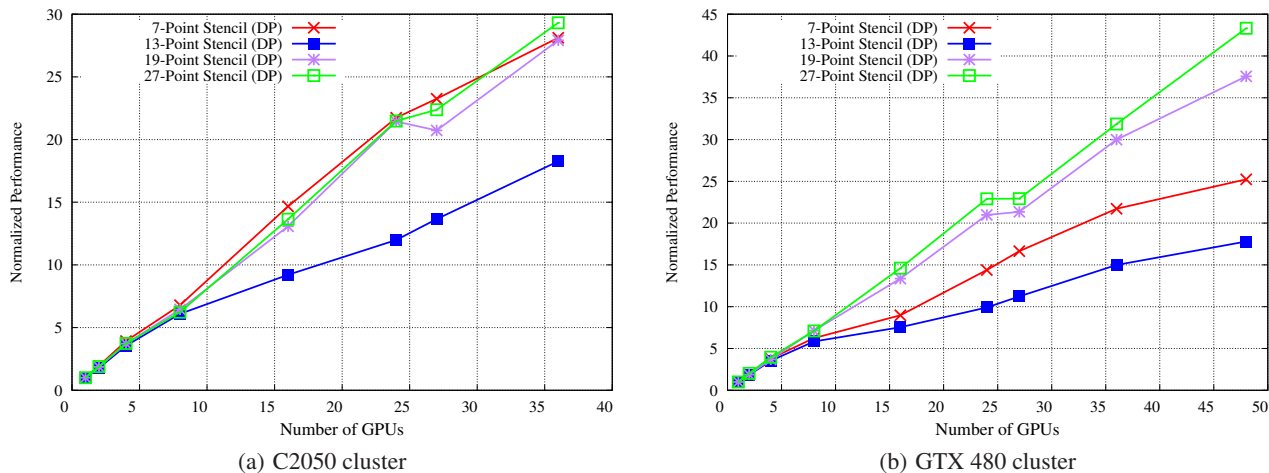 30
25
20
15
10
5
0
Normalized Performance
7-Point Stencil (DP)
13-Point Stencil (DP)
19-Point Stencil (DP)
27-Point Stencil (DP)
0 5 10 15 20 25 30 35 40
Number of GPUs
(a) C2050 cluster
45
40
35
30
25
20
15
10
5
0
Normalized Performance
7-Point Stencil (DP)
13-Point Stencil (DP)
19-Point Stencil (DP)
27-Point Stencil (DP)
0 5 10 15 20 25 30 35 40 45 50
Number of GPUs
(b) GTX 480 cluster